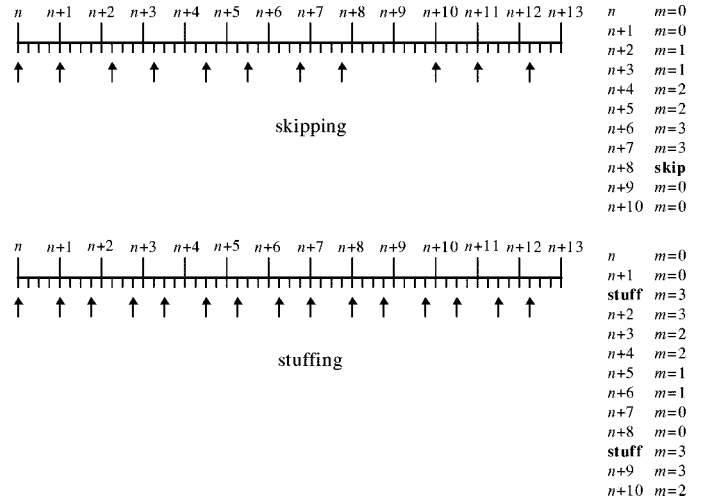 n n+1 n+2 n+3 n+4 n+5 n+6 n+7 n+8 n+9 n+10 n+11 n+12 n+13
skipping
n m=0
n+1 m=0
n+2 m=1
n+3 m=1
n+4 m=2
n+5 m=2
n+6 m=3
n+7 m=3
n+8 skip
n+9 m=0
n+10 m=0
n n+1 n+2 n+3 n+4 n+5 n+6 n+7 n+8 n+9 n+10 n+11 n+12 n+13
stuffing
n m=0
n+1 m=0
stuff m=3
n+2 m=3
n+3 m=2
n+4 m=2
n+5 m=1
n+6 m=1
n+7 m=0
n+8 m=0
stuff m=3
n+9 m=3
n+10 m=2